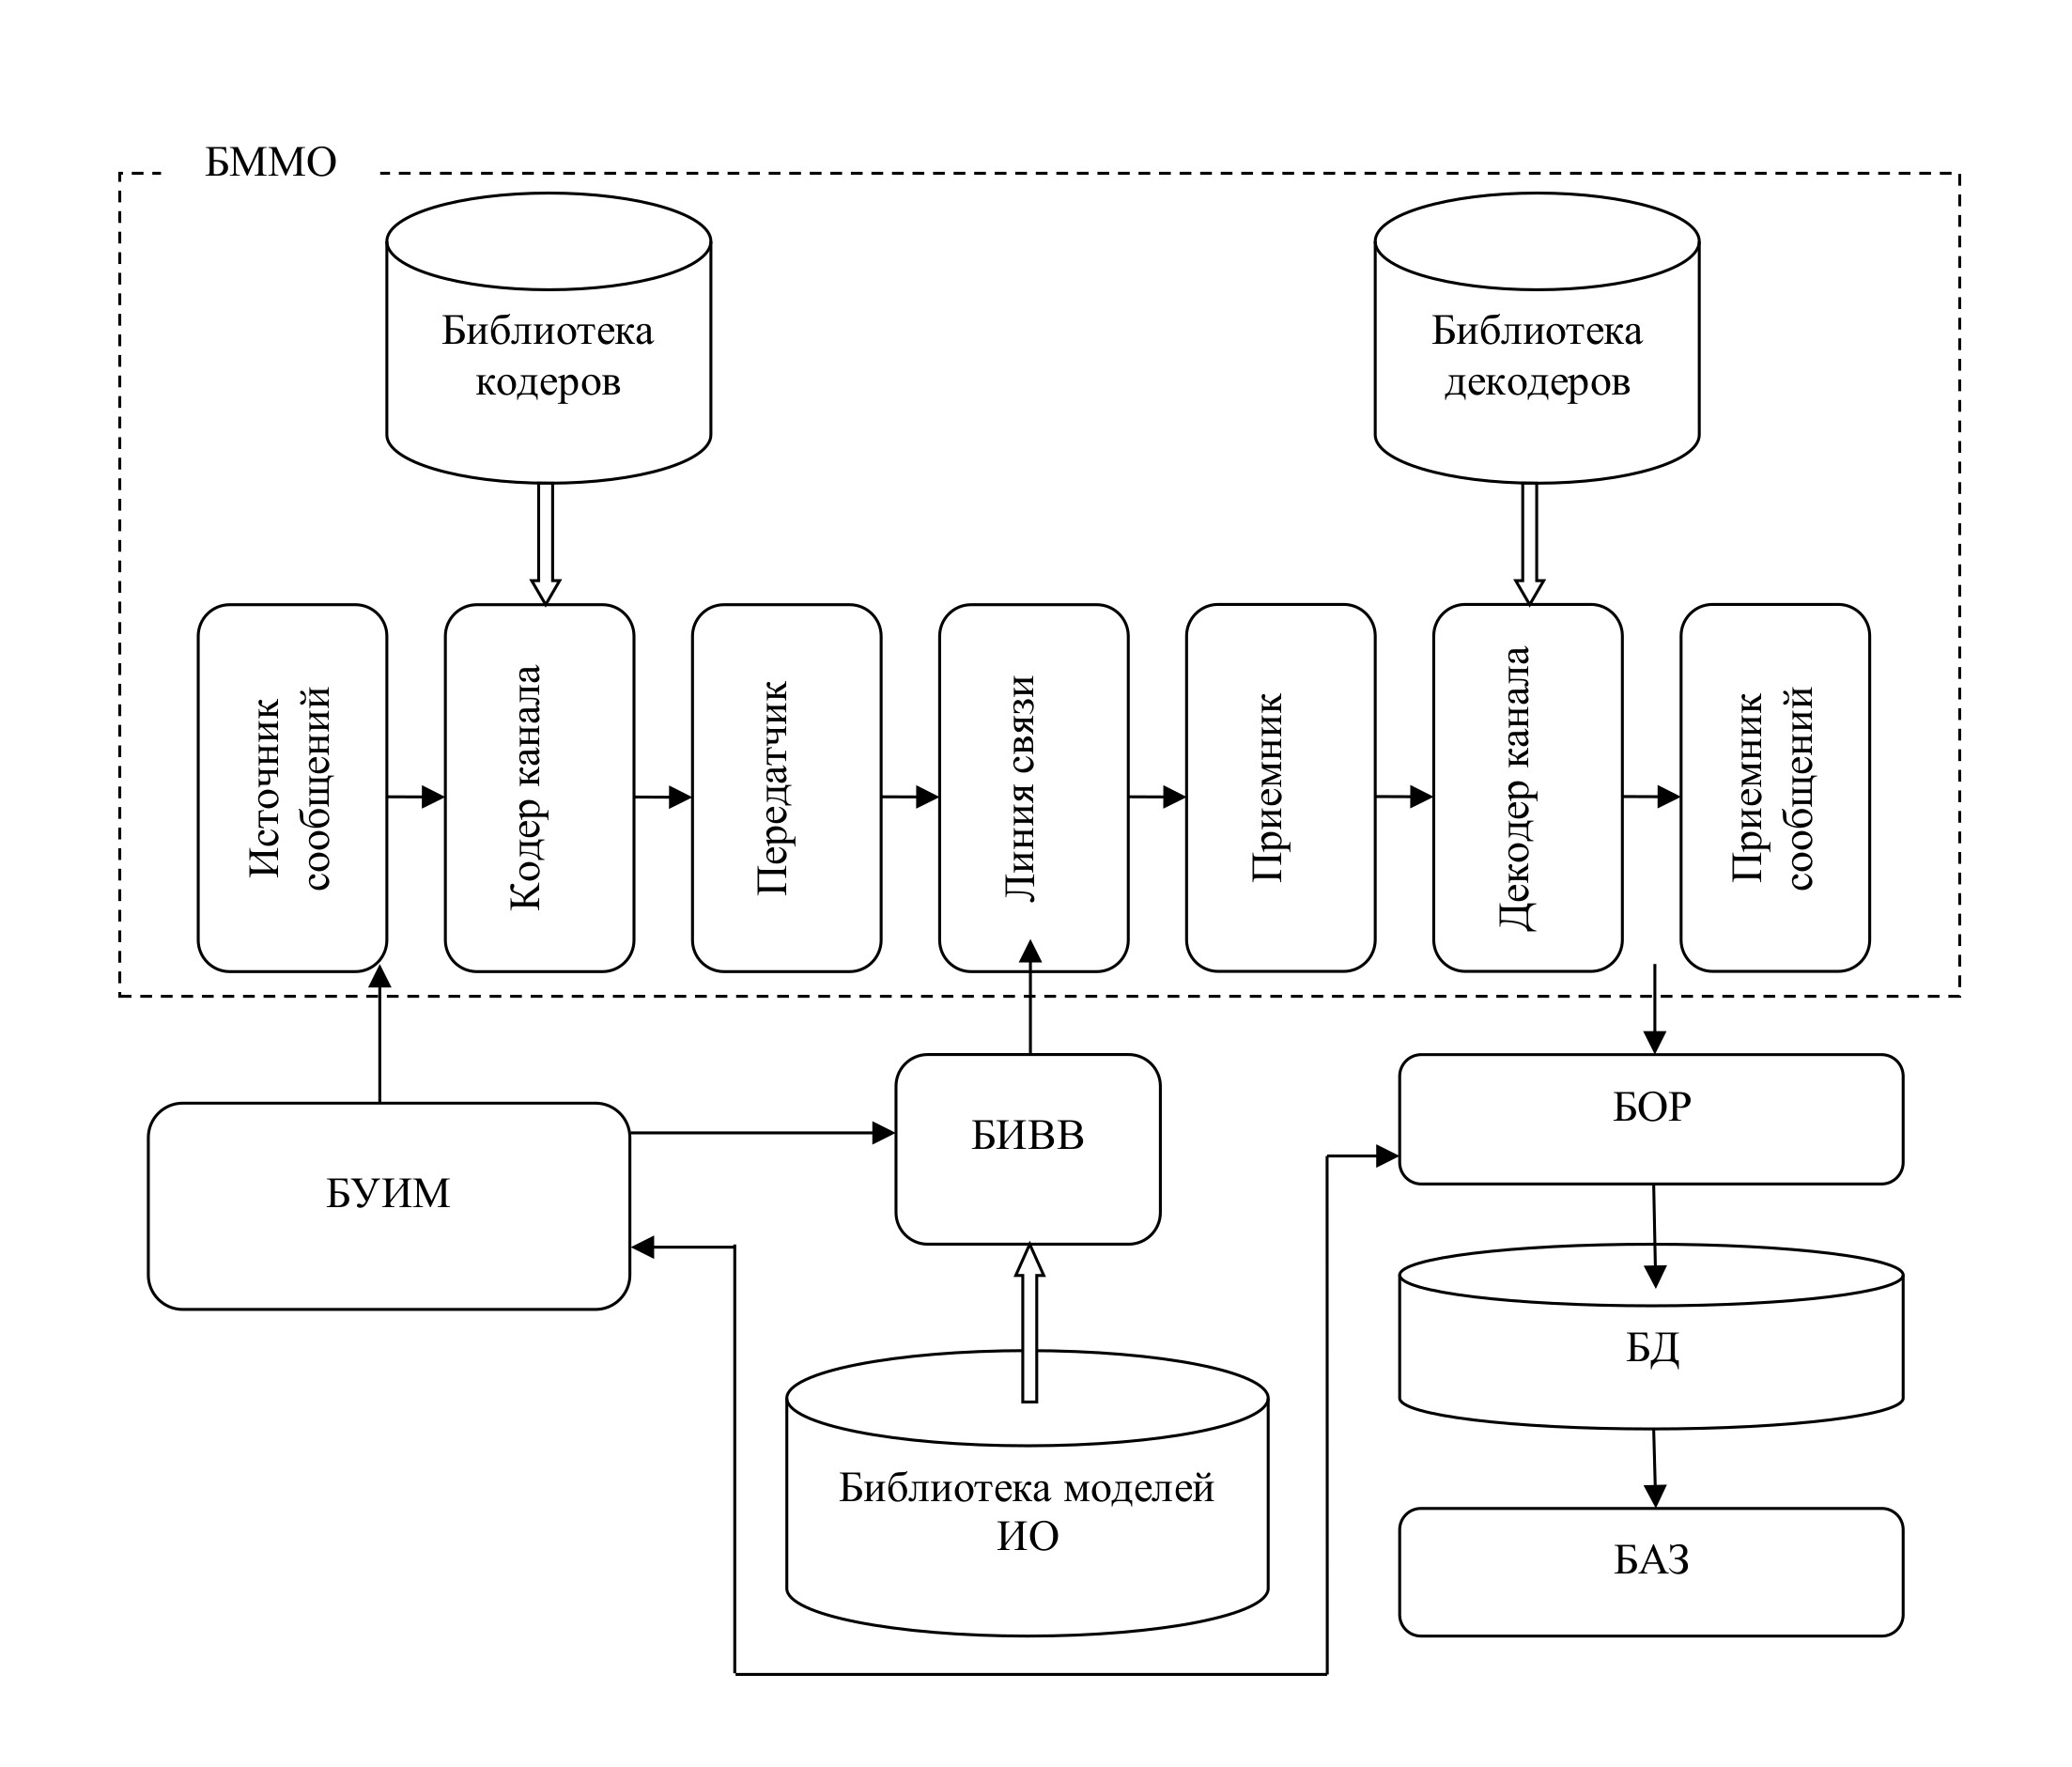 БММО
Библиотека
кодеров
Библиотека
декодеров
Источник
сообщений
Кодер канала
Передатчик
Линия связи
Приемник
Декодер канала
Приемник
сообщений
БУИМ
БИВВ
БОР
БД
Библиотека моделей
ИО
БАЗ